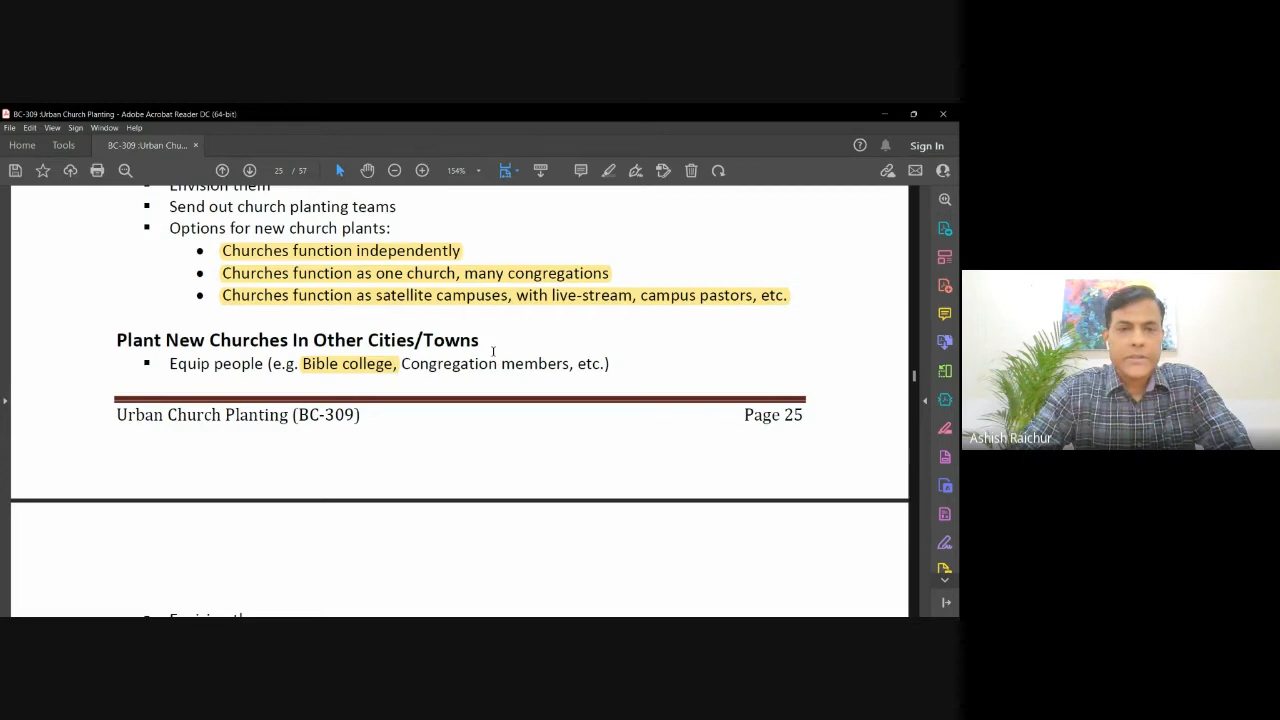 BC-309 :Urban Church Planting - Adobe Acrobat Reader DC (64-bit)
File Edit View Sign Window Help
Home Tools BC-309 :Urban Chu... × Sign In
25 / 57 154%
Envision them
▪ Send out church planting teams
▪ Options for new church plants:
• Churches function independently
• Churches function as one church, many congregations
• Churches function as satellite campuses, with live-stream, campus pastors, etc.
Plant New Churches In Other Cities/Towns
▪ Equip people (e.g. Bible college, Congregation members, etc.)
Urban Church Planting (BC-309) Page 25
Ashish Raichur